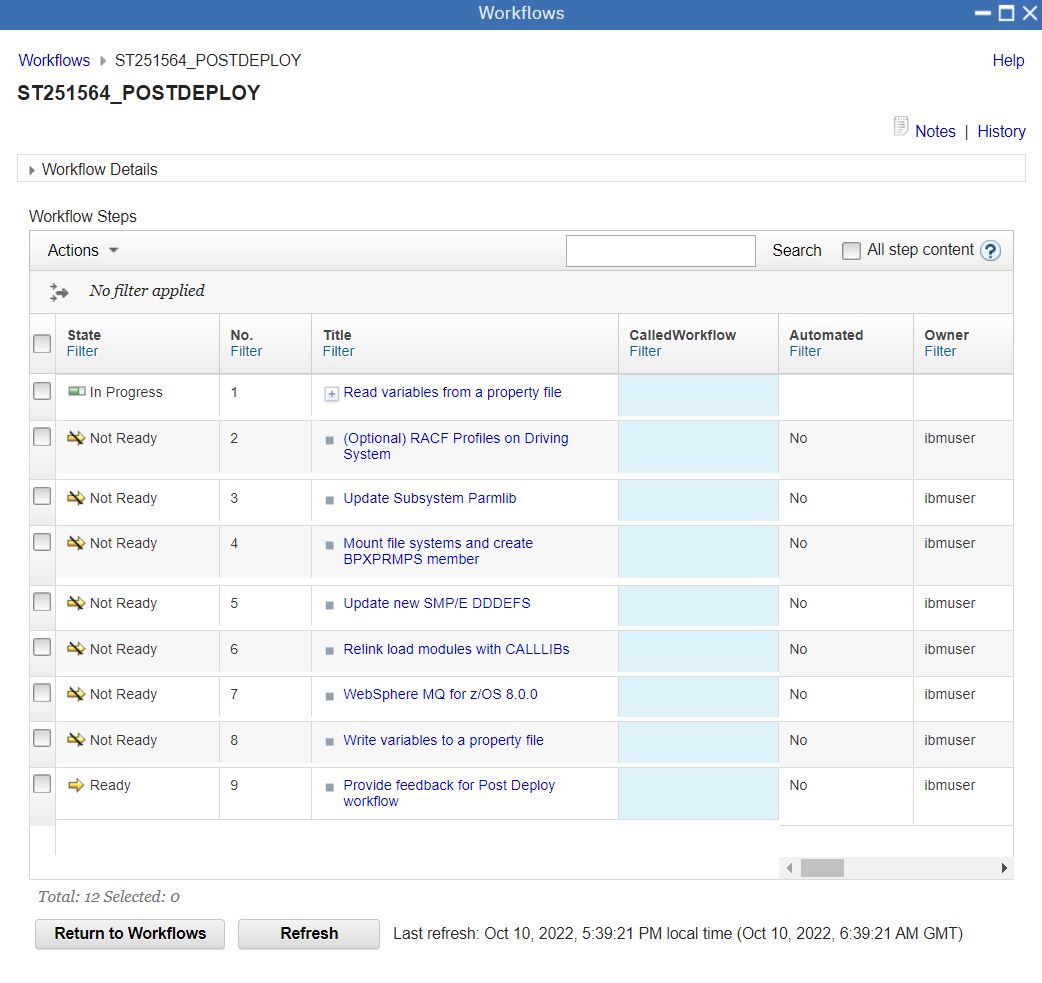 Workflows
Workflows ST251564_POSTDEPLOY Help
ST251564_POSTDEPLOY
Notes | History
Workflow Details
Workflow Steps
Actions Search All step content ?
No filter applied
State No. Title CalledWorkflow Automated Owner
Filter Filter Filter Filter Filter Filter
In Progress 1 Read variables from a property file
Not Ready 2 (Optional) RACF Profiles on Driving No ibmuser
System
Not Ready 3 Update Subsystem Parmlib No ibmuser
Not Ready 4 Mount file systems and create No ibmuser
BPXPRMPS member
Not Ready 5 Update new SMP/E DDDEFS No ibmuser
Not Ready 6 Relink load modules with CALLLIBs No ibmuser
Not Ready 7 WebSphere MQ for z/OS 8.0.0 No ibmuser
Not Ready 8 Write variables to a property file No ibmuser
Ready 9 Provide feedback for Post Deploy No ibmuser
workflow
Total: 12 Selected: 0
Return to Workflows Refresh Last refresh: Oct 10, 2022, 5:39:21 PM local time (Oct 10, 2022, 6:39:21 AM GMT)